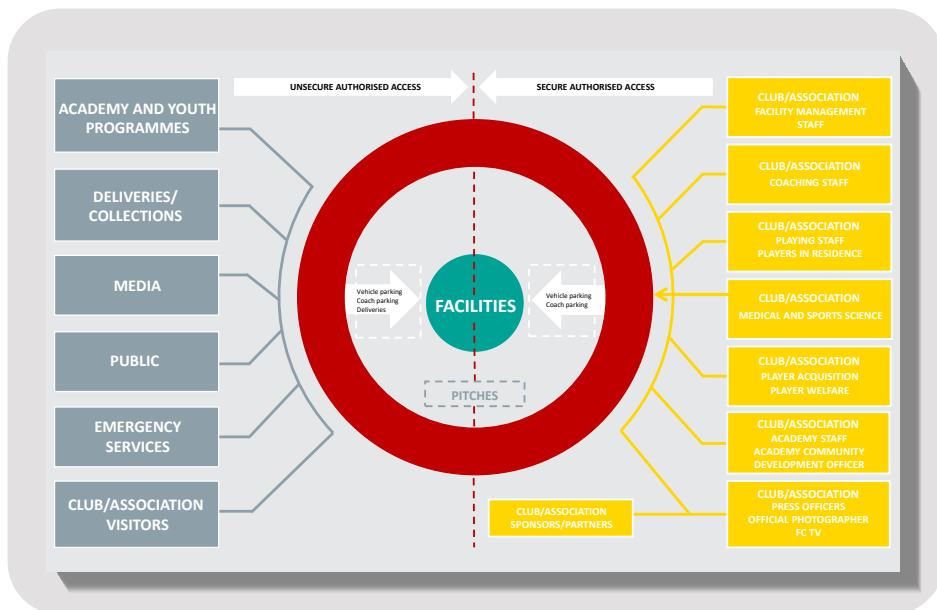 UNSECURE AUTHORISED ACCESS
SECURE AUTHORISED ACCESS
ACADEMY AND YOUTH
PROGRAMMES
DELIVERIES/
COLLECTIONS
MEDIA
PUBLIC
EMERGENCY
SERVICES
CLUB/ASSOCIATION
VISITORS
Vehicle parking
Coach parking
Deliveries
FACILITIES
Vehicle parking
Coach parking
PITCHES
CLUB/ASSOCIATION
FACILITY MANAGEMENT
STAFF
CLUB/ASSOCIATION
COACHING STAFF
CLUB/ASSOCIATION
PLAYING STAFF
PLAYERS IN RESIDENCE
CLUB/ASSOCIATION
MEDICAL AND SPORTS SCIENCE
CLUB/ASSOCIATION
PLAYER ACQUISITION
PLAYER WELFARE
CLUB/ASSOCIATION
ACADEMY STAFF
ACADEMY COMMUNITY
DEVELOPMENT OFFICER
CLUB/ASSOCIATION
PRESS OFFICERS
OFFICIAL PHOTOGRAPHER
FC TV
CLUB/ASSOCIATION
SPONSORS/PARTNERS